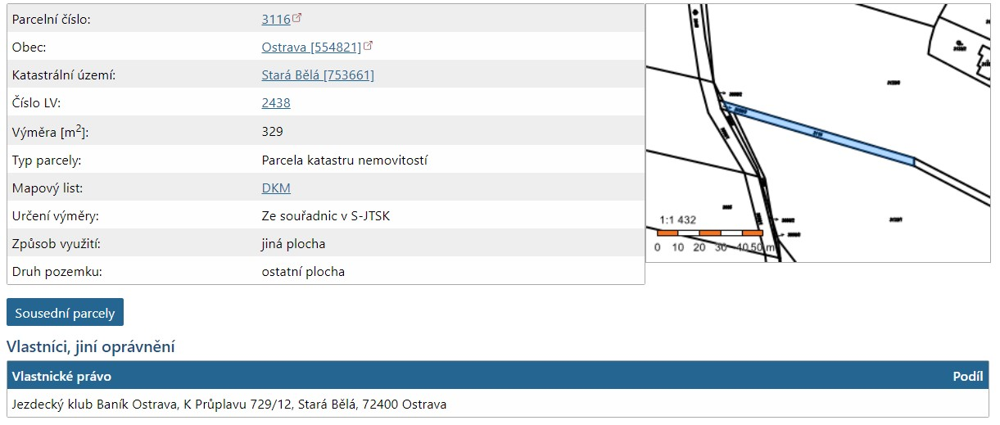 Parcelní číslo: 3116
Obec: Ostrava [554821]
Katastrální území: Stará Bělá [753661]
Číslo LV: 2438
Výměra [m2]: 329
Typ parcely: Parcela katastru nemovitostí
Mapový list: DKM
Určení výměry: Ze souřadnic v S-JTSK
Způsob využití: jiná plocha
Druh pozemku: ostatní plocha
1:1 432
0 10 20 30 40 50 m
Sousední parcely
Vlastníci, jiní oprávnění
Vlastnické právo Podíl
Jezdecký klub Baník Ostrava, K Průplavu 729/12, Stará Bělá, 72400 Ostrava